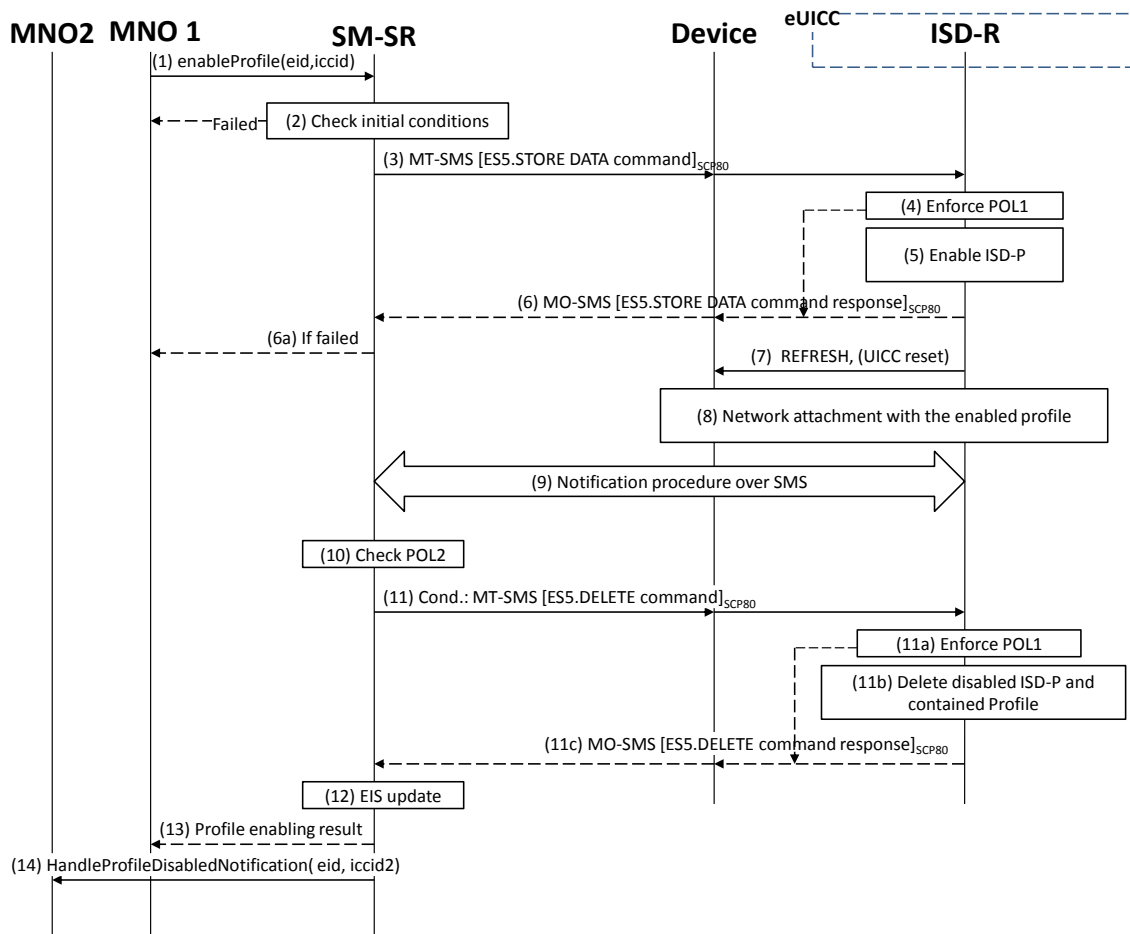 eUICC
MNO2 MNO 1 SM-SR Device ISD-R
(1) enableProfile(eid,iccid)
Failed
(2) Check initial conditions
(3) MT-SMS [ES5.STORE DATA command]SCP80
(4) Enforce POL1
(5) Enable ISD-P
(6) MO-SMS [ES5.STORE DATA command response]SCP80
(6a) If failed
(7) REFRESH, (UICC reset)
(8) Network attachment with the enabled profile
(9) Notification procedure over SMS
(10) Check POL2
(11) Cond.: MT-SMS [ES5.DELETE command]SCP80
(11a) Enforce POL1
(11b) Delete disabled ISD-P and
contained Profile
(11c) MO-SMS [ES5.DELETE command response]SCP80
(12) EIS update
(13) Profile enabling result
(14) HandleProfileDisabledNotification( eid, iccid2)